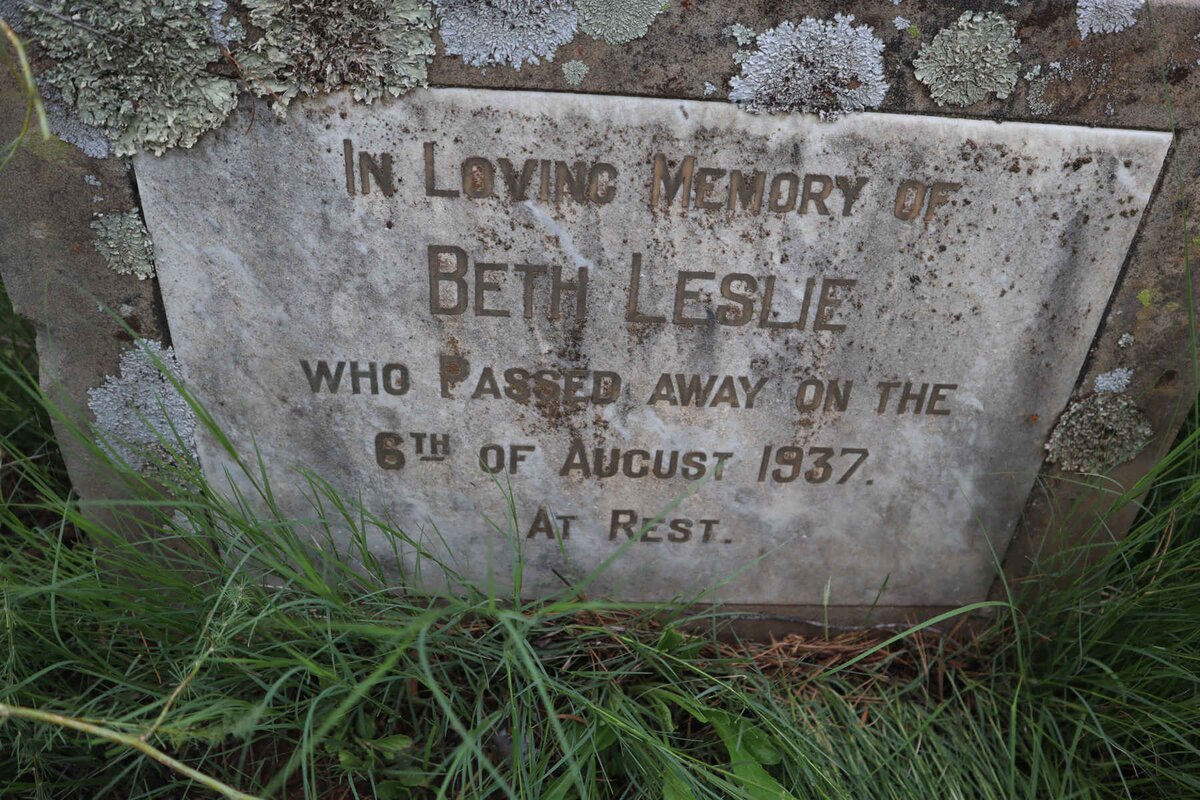 In Loving Memory of
Beth Leslie
who Passed away on the
6th of August 1937.
At Rest.